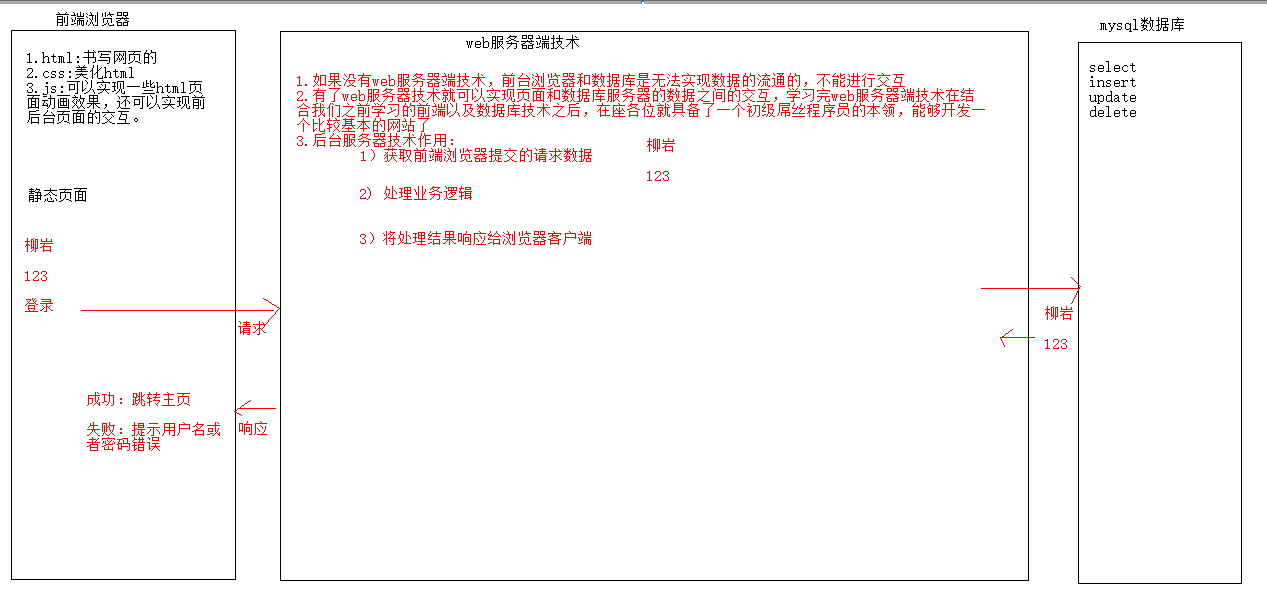 前端浏览器
1.html:书写网页的
2.css:美化html
3.js:可以实现一些html页
面动画效果，还可以实现前
后台页面的交互。
静态页面
柳岩
123
登录
请求
成功：跳转主页
失败：提示用户名或
者密码错误
响应
web服务器端技术
1.如果没有web服务器端技术，前台浏览器和数据库是无法实现数据的流通的，不能进行交互
2.有了web服务器技术就可以实现页面和数据库服务器的数据之间的交互，学习完web服务器端技术在结
合我们之前学习的前端以及数据库技术之后，在座各位就具备了一个初级屌丝程序员的本领，能够开发一
个比较基本的网站了
3.后台服务器技术作用：
1）获取前端浏览器提交的请求数据
2） 处理业务逻辑
3）将处理结果响应给浏览器客户端
柳岩
123
mysql数据库
select
insert
update
delete
柳岩
123